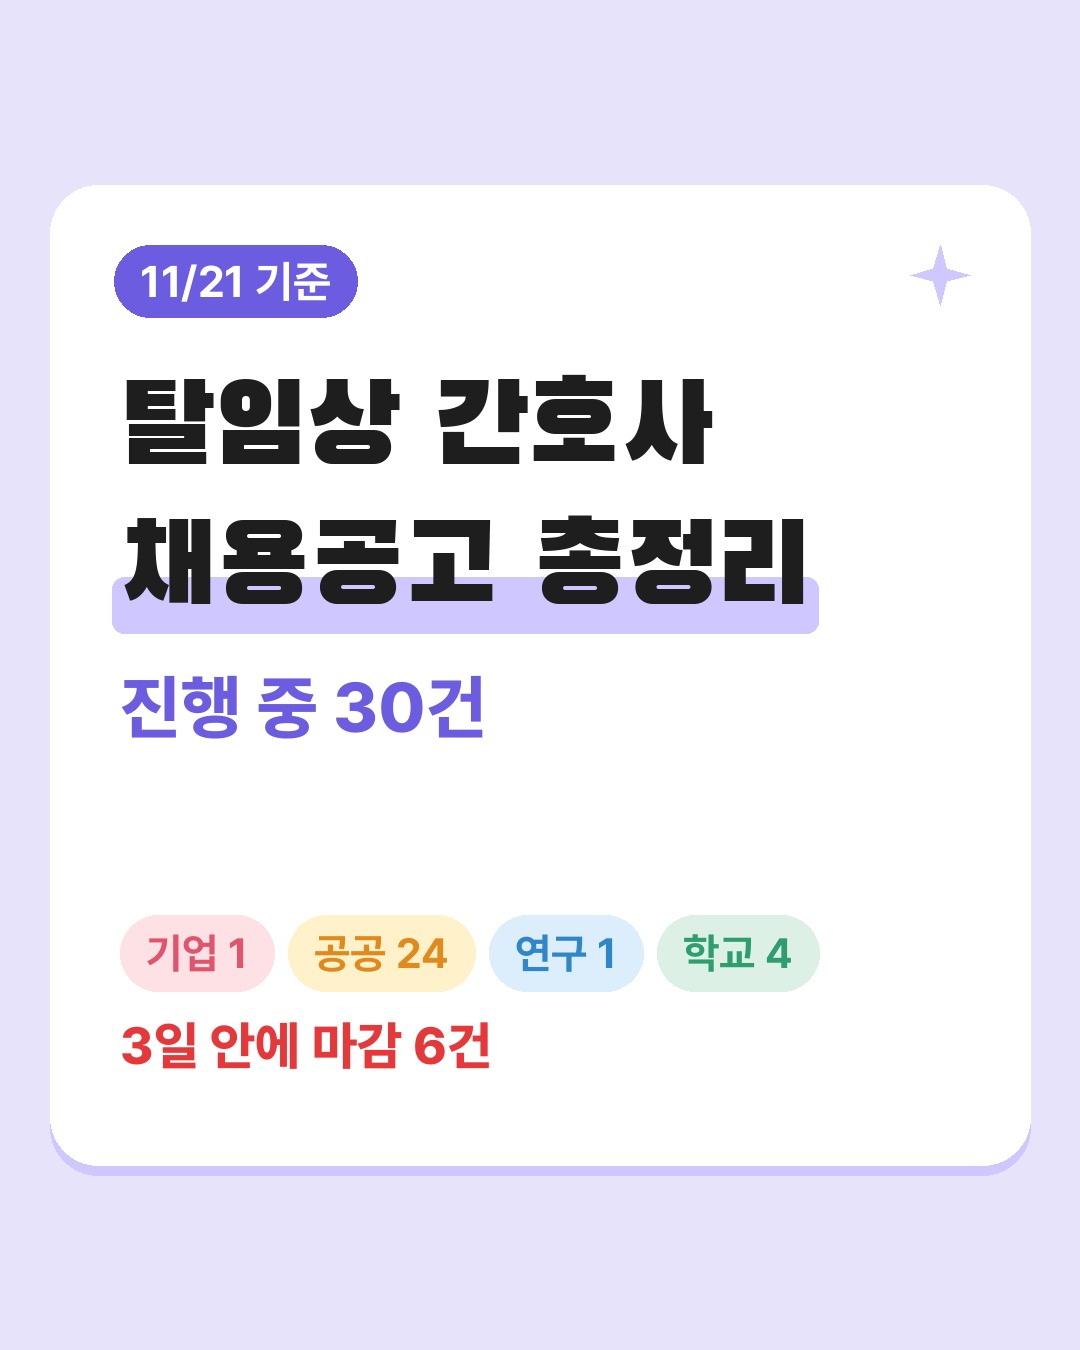 11/21 기준
탈임상 간호사
채용공고 총정리
진행 중 30건
기업 1 공공 24 연구 1 학교 4
3일 안에 마감 6건